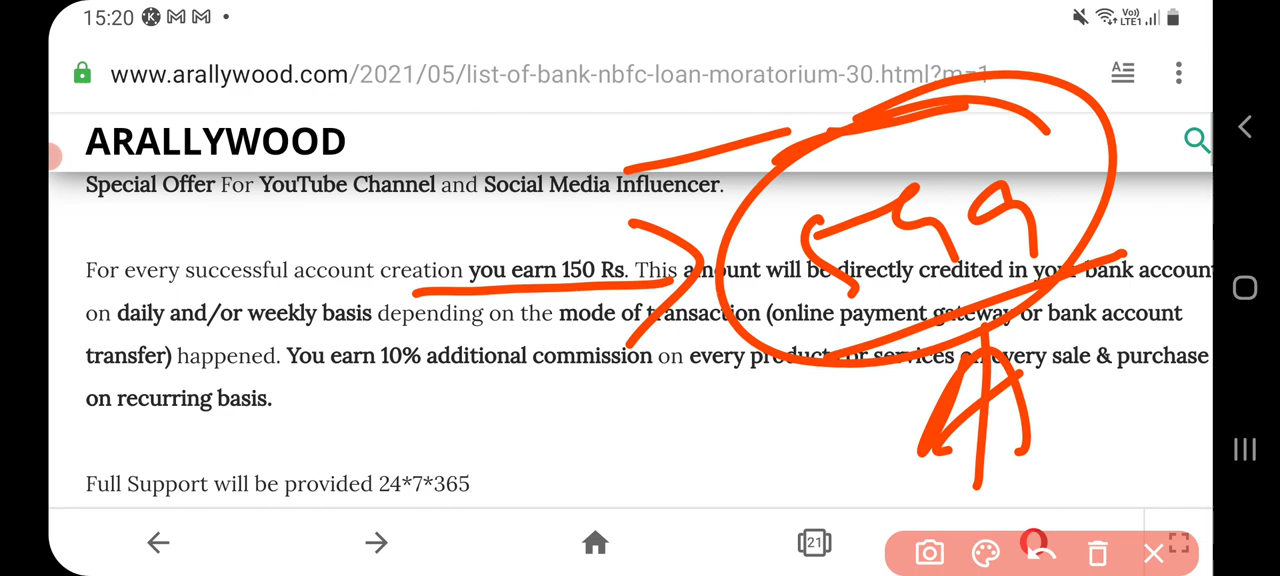 15:20
Vo)) LTE1
www.arallywood.com/2021/05/list-of-bank-nbfc-loan-moratorium-30.html?m=1
ARALLYWOOD
Special Offer For YouTube Channel and Social Media Influencer.
For every successful account creation you earn 150 Rs. This amount will be directly credited in your bank account
on daily and/or weekly basis depending on the mode of transaction (online payment gateway or bank account
transfer) happened. You earn 10% additional commission on every products or services on every sale & purchase
on recurring basis.
Full Support will be provided 24*7*365
21